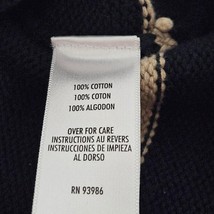 100% COTTON
100% COTON
100% ALGODON
OVER FOR CARE
INSTRUCTIONS AU REVERS
INSTRUCCIONES DE IMPIEZA
AL DORSO
RN 93986